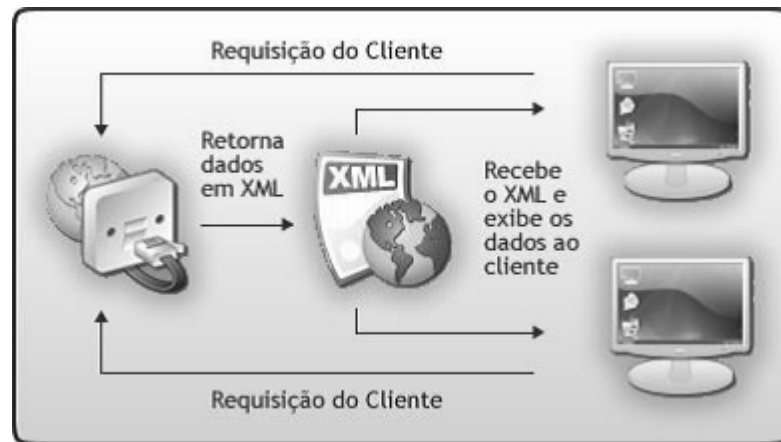 Requisição do Cliente
Retorna
dados
em XML
XML
Recebe
o XML e
exibe os
dados ao
cliente
Requisição do Cliente